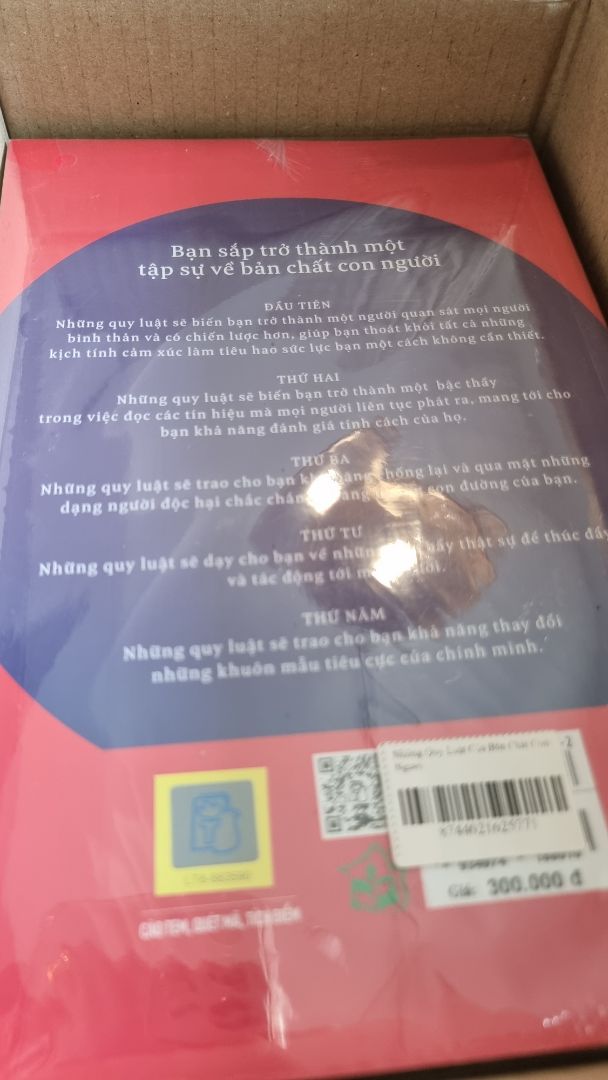 Bạn sắp trở thành một
tập sự về bản chất con người
ĐẦU TIÊN
Những quy luật sẽ biến bạn trở thành một người quan sát mọi người
bình thản và có chiến lược hơn, giúp bạn thoát khỏi tất cả những
kịch tính cảm xúc làm tiêu hao sức lực bạn một cách không cần thiết.
THỨ HAI
Những quy luật sẽ biến bạn trở thành một bậc thầy
trong việc đọc các tín hiệu mà mọi người liên tục phát ra, mang tới cho
bạn khả năng đánh giá tính cách của họ.
THỨ BA
Những quy luật sẽ trao cho bạn chống lại và qua mặt những
dạng người độc hại chắc chắn con đường của bạn.
THỨ TƯ
Những quy luật sẽ dạy cho bạn về những bẩy thật sự để thúc đẩy
và tác động tới
THỨ NĂM
Những quy luật sẽ trao cho bạn khả năng thay đổi
những khuôn mẫu tiêu cực của chính mình.
Những Quy Luật Của Bản Chất Con
Người
8744621625771
Giá: 300.000 đ
CÀO TEM, QUÉT MÃ, TÍCH ĐIỂM